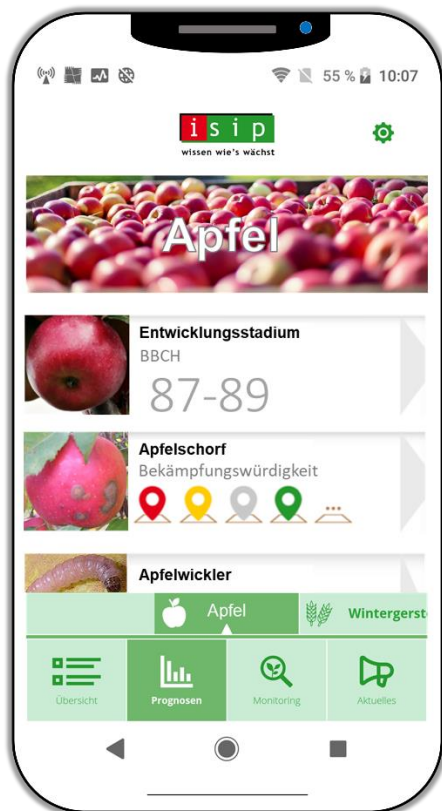 55 % 10:07
isip
wissen wie's wächst
Apfel
Entwicklungsstadium
BBCH
87-89
Apfelschorf
Bekämpfungswürdigkeit
...
Apfelwickler
Apfel
Wintergerst
Übersicht
Prognosen
Monitoring
Aktuelles